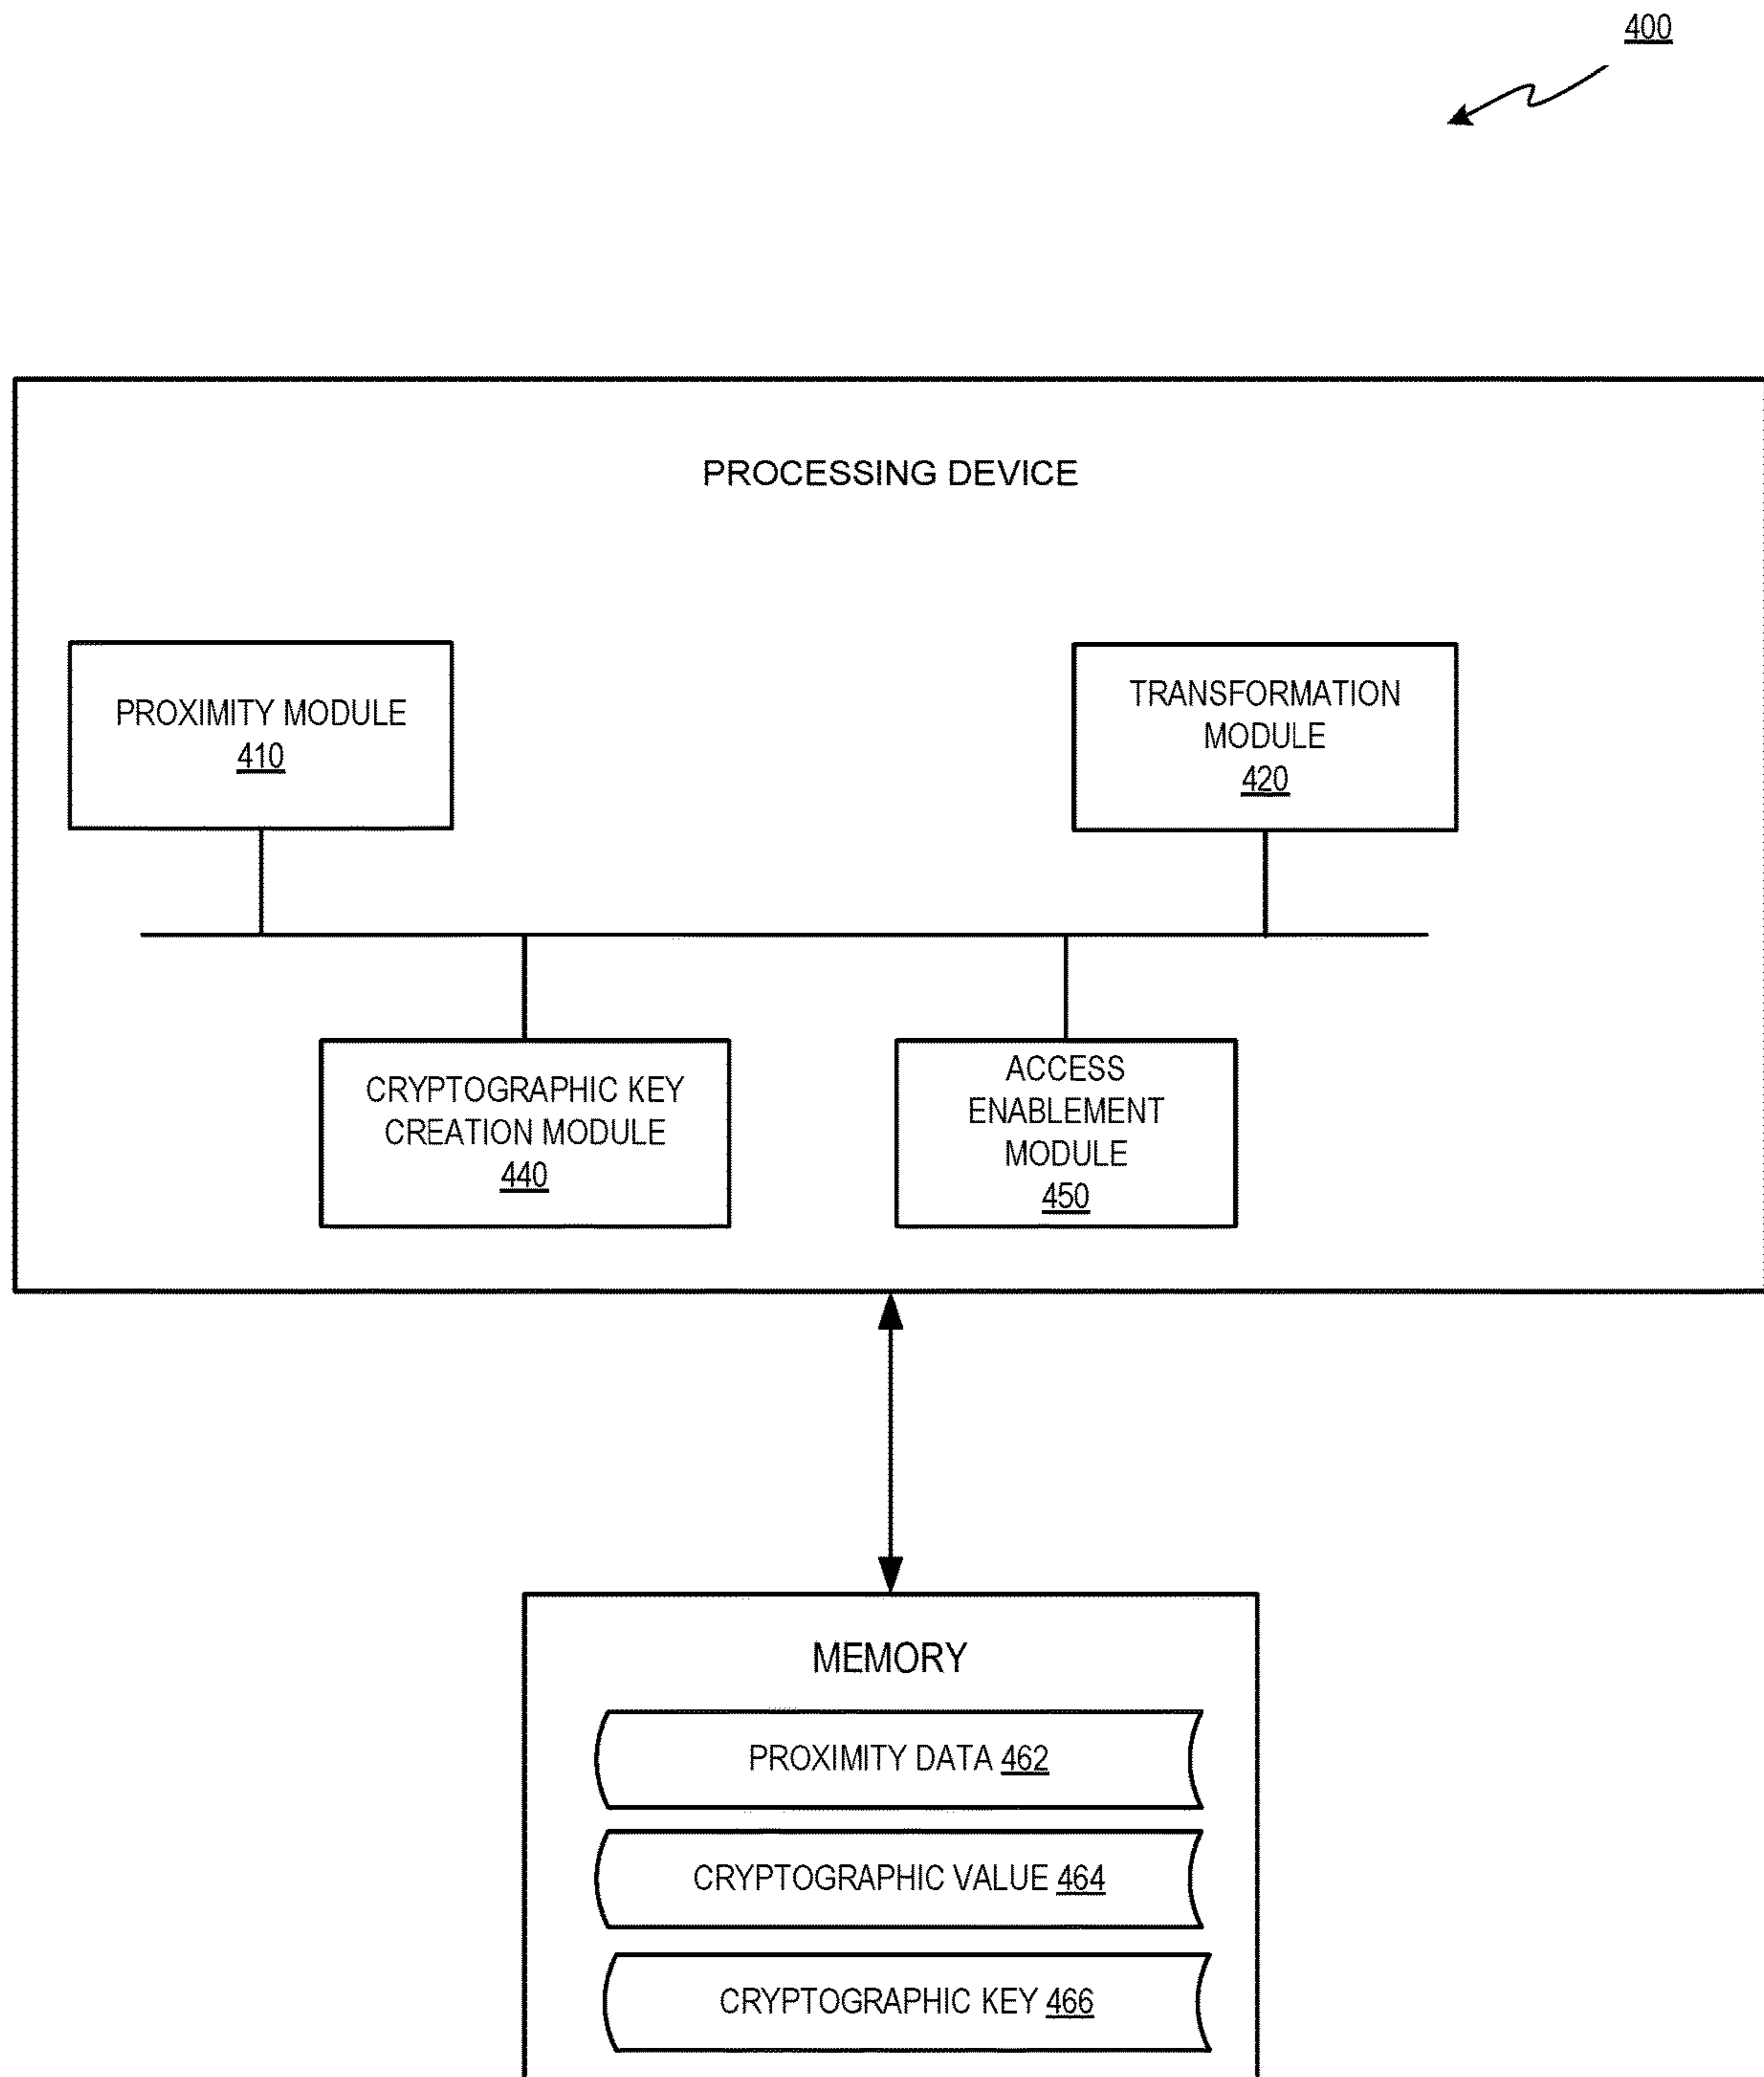 400
PROCESSING DEVICE
PROXIMITY MODULE
410
TRANSFORMATION
MODULE
420
CRYPTOGRAPHIC KEY
CREATION MODULE
440
ACCESS
ENABLEMENT
MODULE
450
MEMORY
PROXIMITY DATA 462
CRYPTOGRAPHIC VALUE 464
CRYPTOGRAPHIC KEY 466